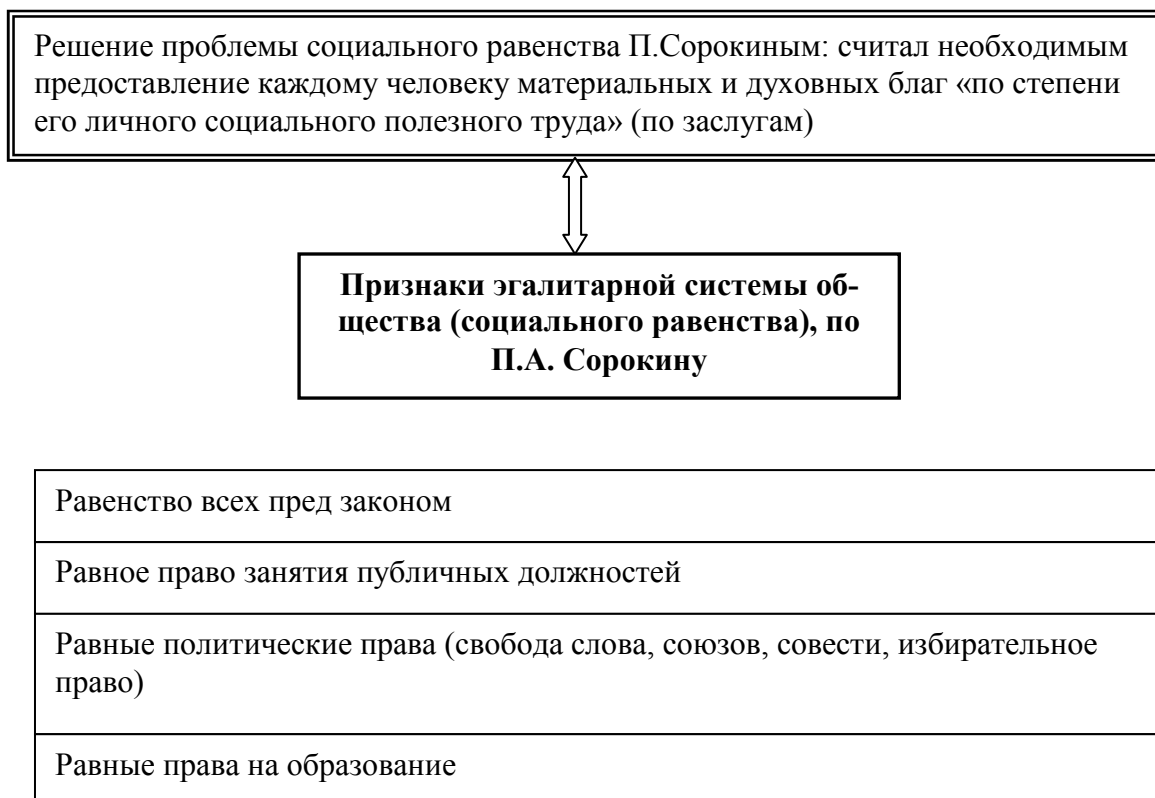 Решение проблемы социального равенства П.Сорокиным: считал необходимым
предоставление каждому человеку материальных и духовных благ «по степени
его личного социального полезного труда» (по заслугам)
Признаки эгалитарной системы об-
щества (социального равенства), по
П.А. Сорокину
Равенство всех пред законом
Равное право занятия публичных должностей
Равные политические права (свобода слова, союзов, совести, избирательное
право)
Равные права на образование